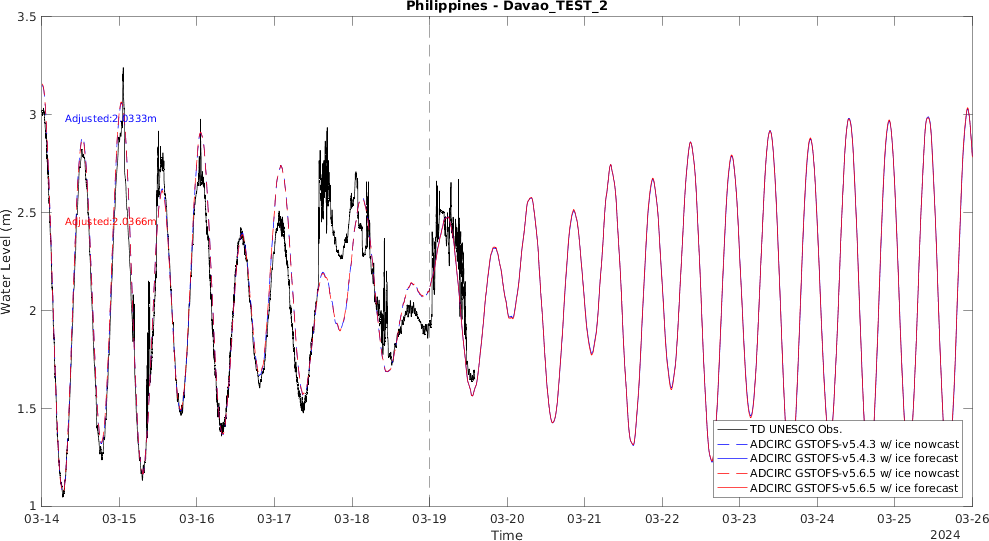 Philippines - Davao_TEST_2
3.5
3
2.5
2
1.5
1
Water Level (m)
Adjusted:2.0333m
Adjusted:2.0366m
TD UNESCO Obs.
ADCIRC GSTOFS-v5.4.3 w/ ice nowcast
ADCIRC GSTOFS-v5.4.3 w/ ice forecast
ADCIRC GSTOFS-v5.6.5 w/ ice nowcast
ADCIRC GSTOFS-v5.6.5 w/ ice forecast
03-14 03-15 03-16 03-17 03-18 03-19 03-20 03-21 03-22 03-23 03-24 03-25 03-26
Time
2024